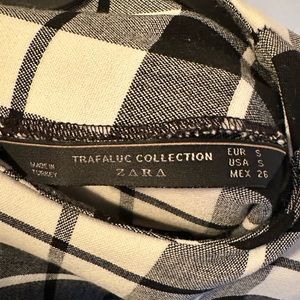 MADE IN
TURKEY
TRAFALUC COLLECTION
ZARA
EUR S
USA S
MEX 26